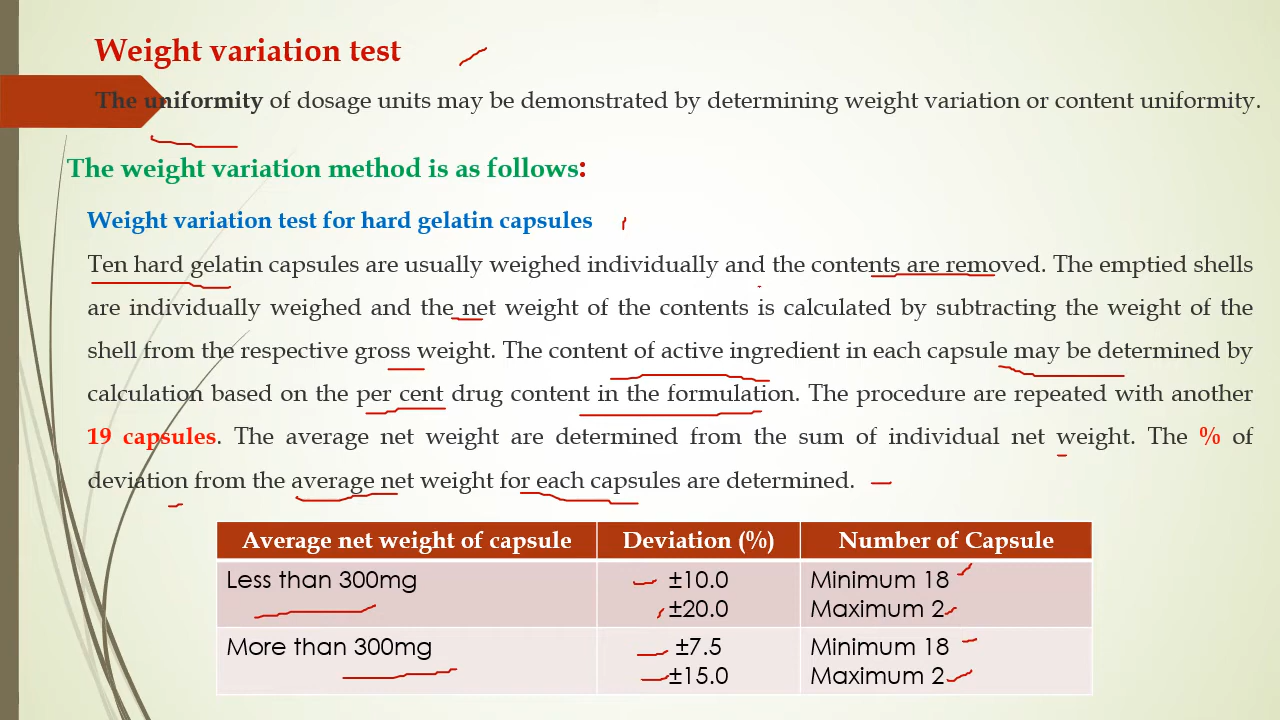 Weight variation test
The uniformity of dosage units may be demonstrated by determining weight variation or content uniformity.
The weight variation method is as follows:
Weight variation test for hard gelatin capsules
Ten hard gelatin capsules are usually weighed individually and the contents are removed. The emptied shells
are individually weighed and the net weight of the contents is calculated by subtracting the weight of the
shell from the respective gross weight. The content of active ingredient in each capsule may be determined by
calculation based on the per cent drug content in the formulation. The procedure are repeated with another
19 capsules. The average net weight are determined from the sum of individual net weight. The % of
deviation from the average net weight for each capsules are determined.
Average net weight of capsule Deviation (%) Number of Capsule
Less than 300mg ±10.0 Minimum 18
±20.0 Maximum 2
More than 300mg ±7.5 Minimum 18
±15.0 Maximum 2